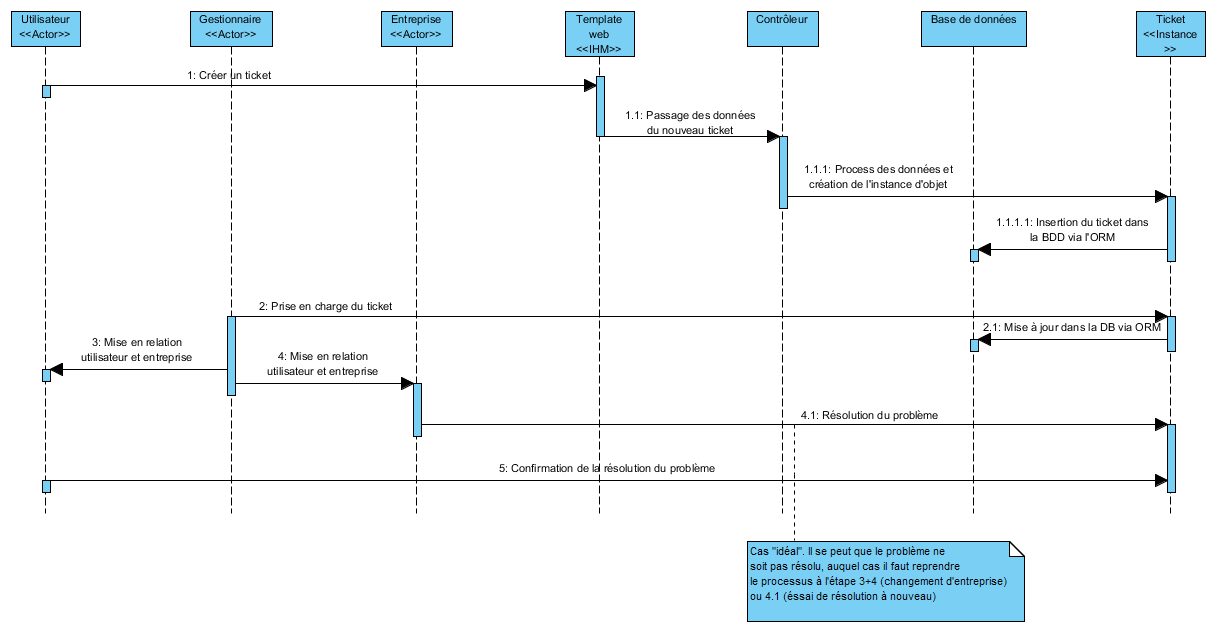 Utilisateur
<<Actor>>
Gestionnaire
<<Actor>>
Entreprise
<<Actor>>
Template
web
<<IHM>>
Contrôleur
Base de données
Ticket
<<Instance
>>
1: Créer un ticket
1.1: Passage des données
du nouveau ticket
1.1.1: Process des données et
création de l'instance d'objet
1.1.1.1: Insertion du ticket dans
la BDD via l'ORM
2: Prise en charge du ticket
2.1: Mise à jour dans la DB via ORM
3: Mise en relation
utilisateur et entreprise
4: Mise en relation
utilisateur et entreprise
4.1: Résolution du problème
5: Confirmation de la résolution du problème
Cas "idéal". Il se peut que le problème ne
soit pas résolu, auquel cas il faut reprendre
le processus à l'étape 3+4 (changement d'entreprise)
ou 4.1 (éssai de résolution à nouveau)